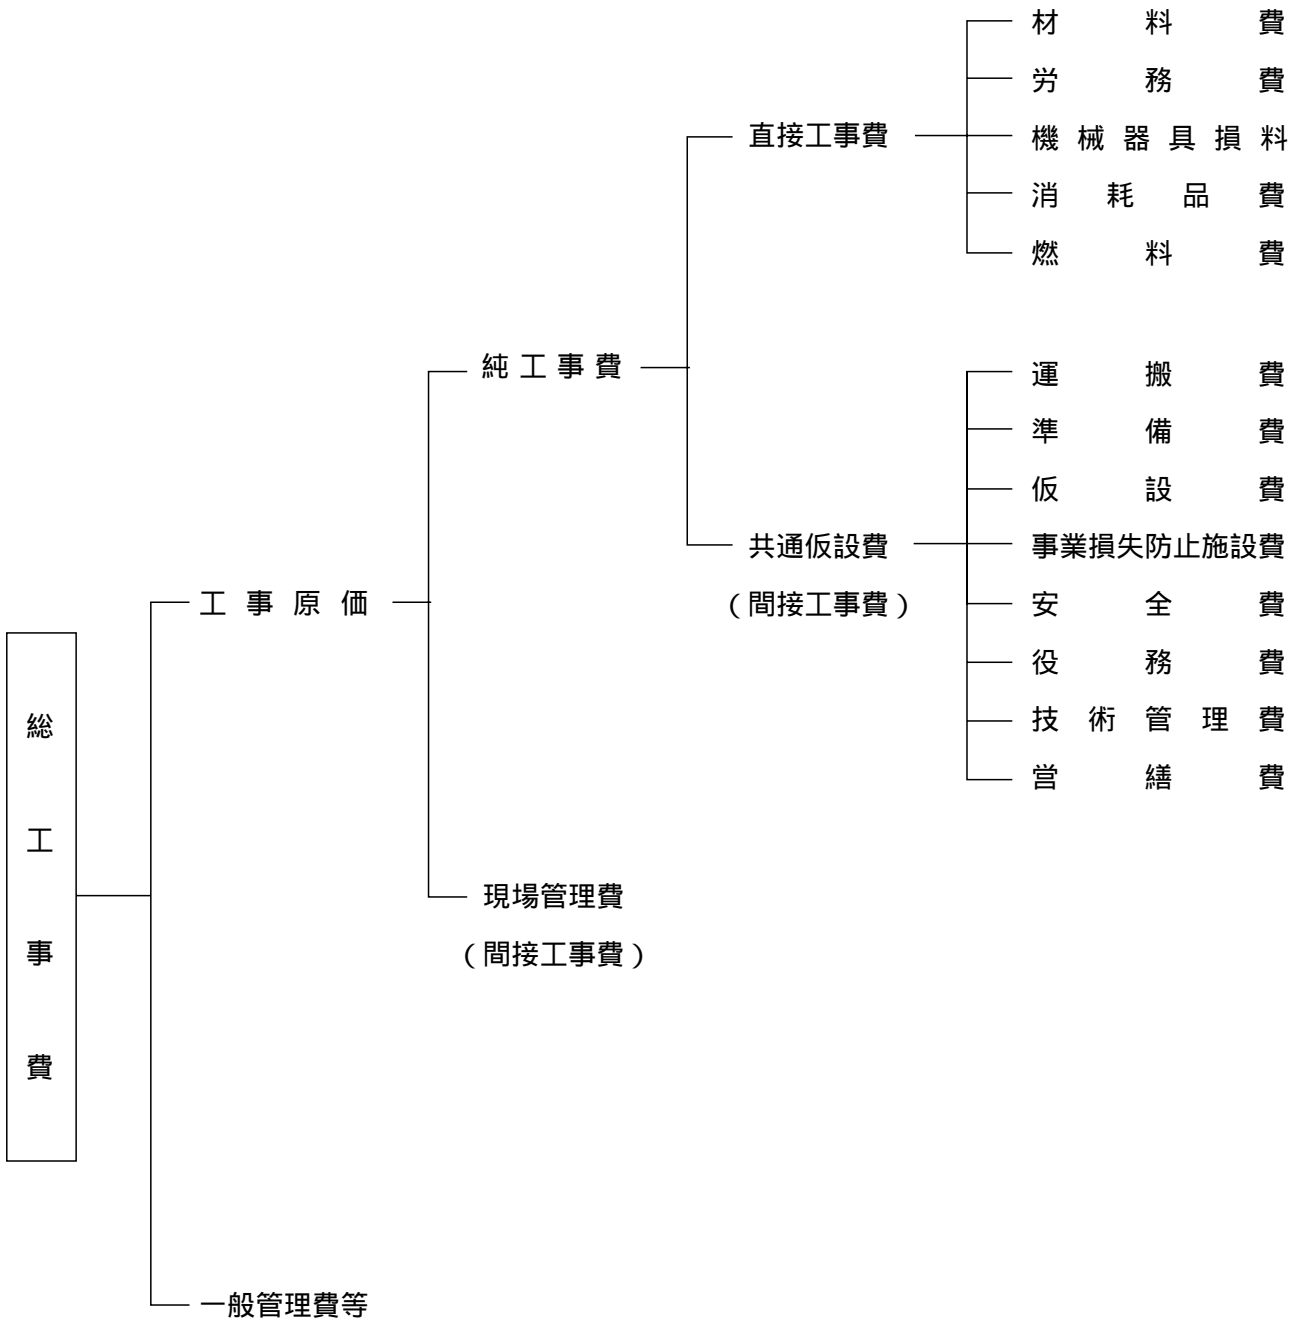 材料費
労務費
直接工事費
機械器具損料
消耗品費
燃料費
純工事費
運搬費
準備費
仮設費
共通仮設費
事業損失防止施設費
(間接工事費)
安全費
役務費
技術管理費
営繕費
工事原価
総工事費
現場管理費
(間接工事費)
一般管理費等